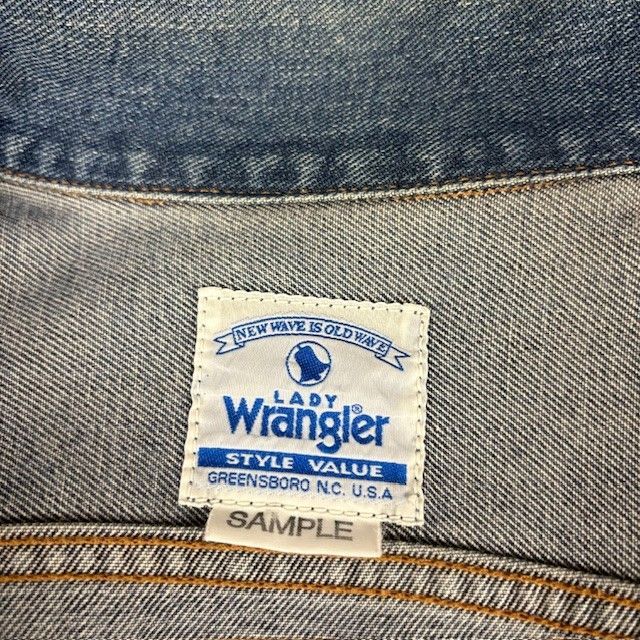 NEW WAVE IS OLD WAVE
LADY
Wrangler®
STYLE VALUE
GREENSBORO N.C. U.S.A
SAMPLE